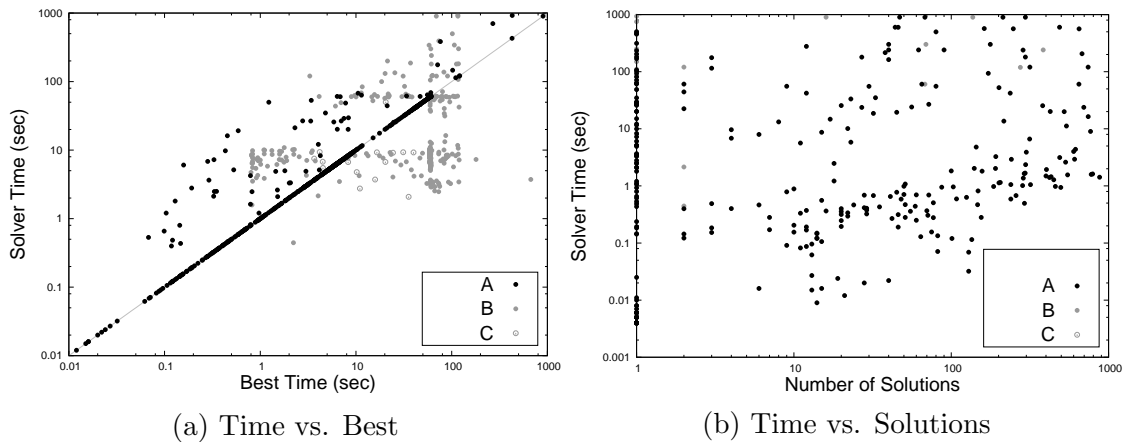 1000
100
10
1
0.1
0.01
Solver Time (sec)
0.01
0.1
1
10
100
1000
Best Time (sec)
A
B
C
(a) Time vs. Best
1000
100
10
1
0.1
0.01
0.001
Solver Time (sec)
1
10
100
1000
Number of Solutions
A
B
C
(b) Time vs. Solutions